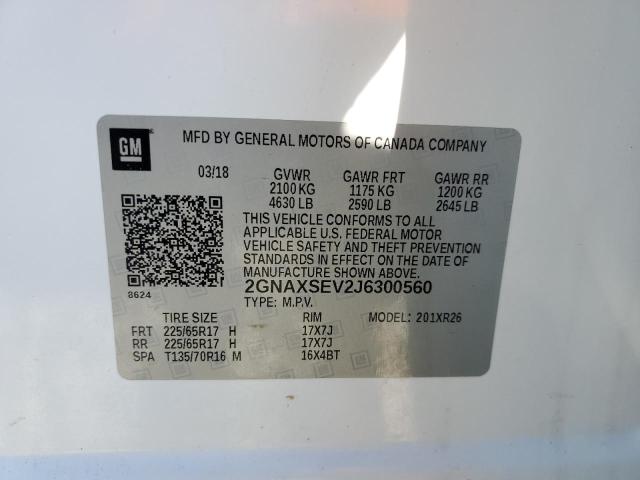 GM
MFD BY GENERAL MOTORS OF CANADA COMPANY
03/18 GVWR GAWR FRT GAWR RR
2100 KG 1175 KG 1200 KG
4630 LB 2590 LB 2645 LB
THIS VEHICLE CONFORMS TO ALL
APPLICABLE U.S. FEDERAL MOTOR
VEHICLE SAFETY AND THEFT PREVENTION
STANDARDS IN EFFECT ON THE DATE OF
MANUFACTURE SHOWN ABOVE.
8624
2GNAXSEV2J6300560
TYPE: M.P.V.
TIRE SIZE RIM MODEL: 201XR26
FRT 225/65R17 H 17X7J
RR 225/65R17 H 17X7J
SPA T135/70R16 M 16X4BT